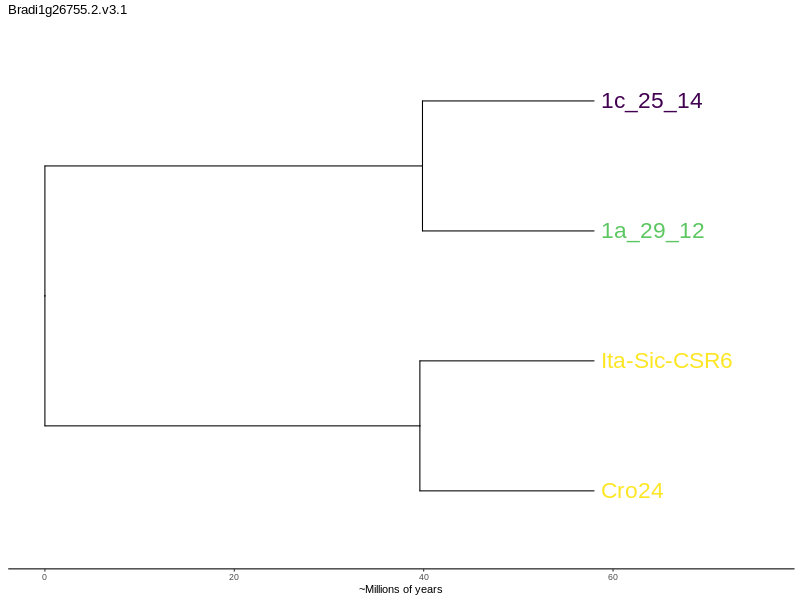 Bradi1g26755.2.v3.1
1c_25_14
1a_29_12
Ita-Sic-CSR6
Cro24
0 20 40 60
~Millions of years